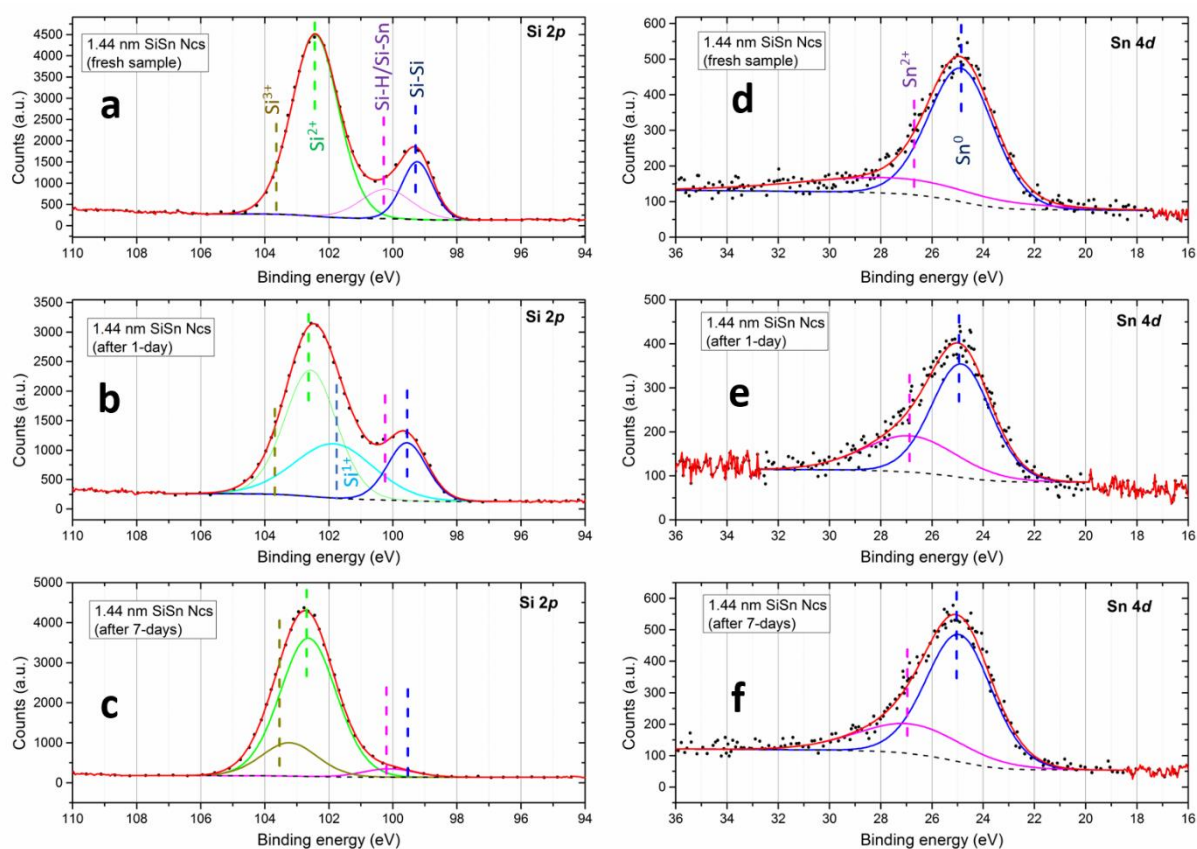 1.44 nm SiSn Ncs
(fresh sample)
Si 2p
a
Si³⁺
Si²⁺
Si-H/Si-Sn
Si-Si
Counts (a.u.)
4500
4000
3500
3000
2500
2000
1500
1000
500
0
110 108 106 104 102 100 98 96 94
Binding energy (eV)
1.44 nm SiSn Ncs
(fresh sample)
Sn 4d
d
Sn²⁺
Sn⁰
Counts (a.u.)
600
500
400
300
200
100
0
36 34 32 30 28 26 24 22 20 18 16
Binding energy (eV)
1.44 nm SiSn Ncs
(after 1-day)
Si 2p
b
Si¹⁺
Counts (a.u.)
3500
3000
2500
2000
1500
1000
500
0
110 108 106 104 102 100 98 96 94
Binding energy (eV)
1.44 nm SiSn Ncs
(after 1-day)
Sn 4d
e
Counts (a.u.)
500
400
300
200
100
0
36 34 32 30 28 26 24 22 20 18 16
Binding energy (eV)
1.44 nm SiSn Ncs
(after 7-days)
Si 2p
c
Counts (a.u.)
5000
4000
3000
2000
1000
0
110 108 106 104 102 100 98 96 94
Binding energy (eV)
1.44 nm SiSn Ncs
(after 7-days)
Sn 4d
f
Counts (a.u.)
600
500
400
300
200
100
0
36 34 32 30 28 26 24 22 20 18 16
Binding energy (eV)